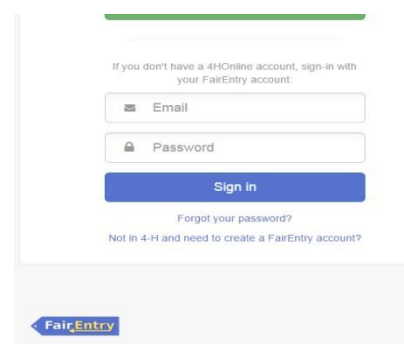 If you don't have a 4HOnline account, sign-in with
your FairEntry account:
Email
Password
Sign in
Forgot your password?
Not in 4-H and need to create a FairEntry account?
FairEntry